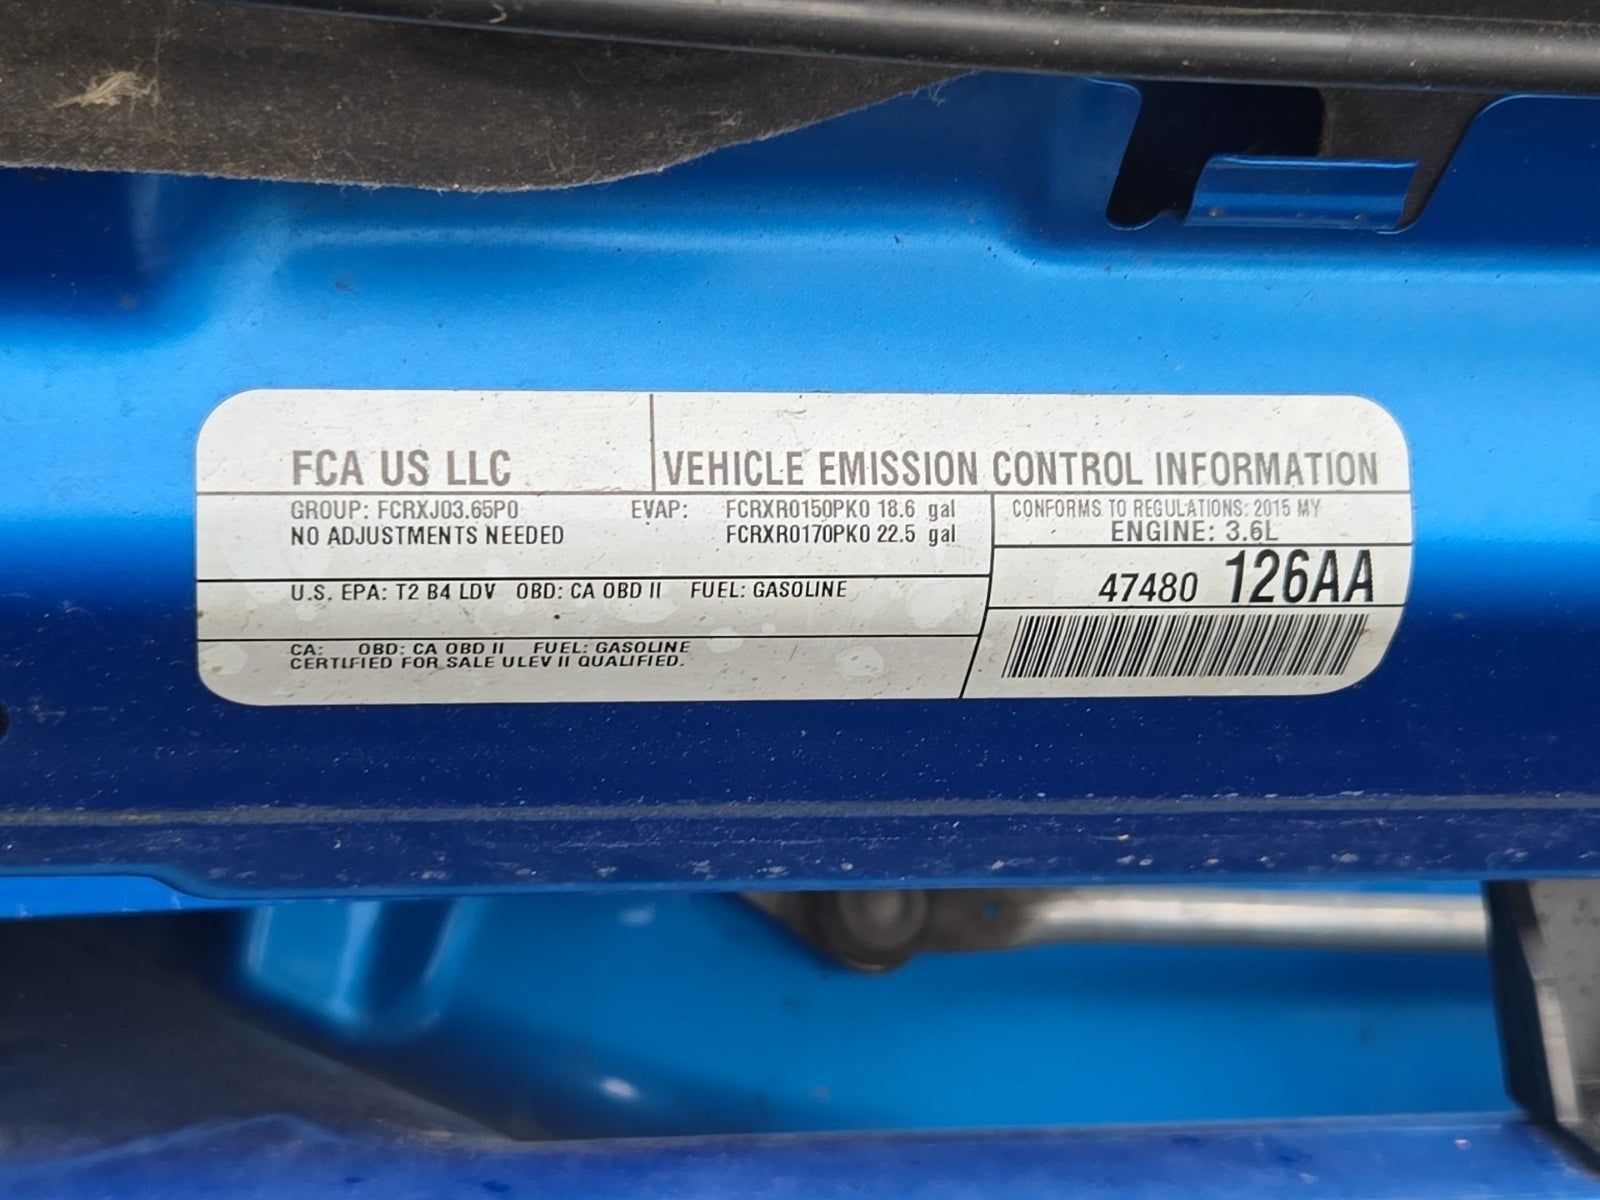 FCA US LLC
VEHICLE EMISSION CONTROL INFORMATION
GROUP: FCRXJ03.65P0
NO ADJUSTMENTS NEEDED
EVAP: FCRXR0150PK0 18.6 gal
FCRXR0170PK0 22.5 gal
CONFORMS TO REGULATIONS: 2015 MY
ENGINE: 3.6L
47480 126AA
U.S. EPA: T2 B4 LDV OBD: CA OBD II FUEL: GASOLINE
CA: OBD: CA OBD II FUEL: GASOLINE
CERTIFIED FOR SALE ULEV II QUALIFIED.